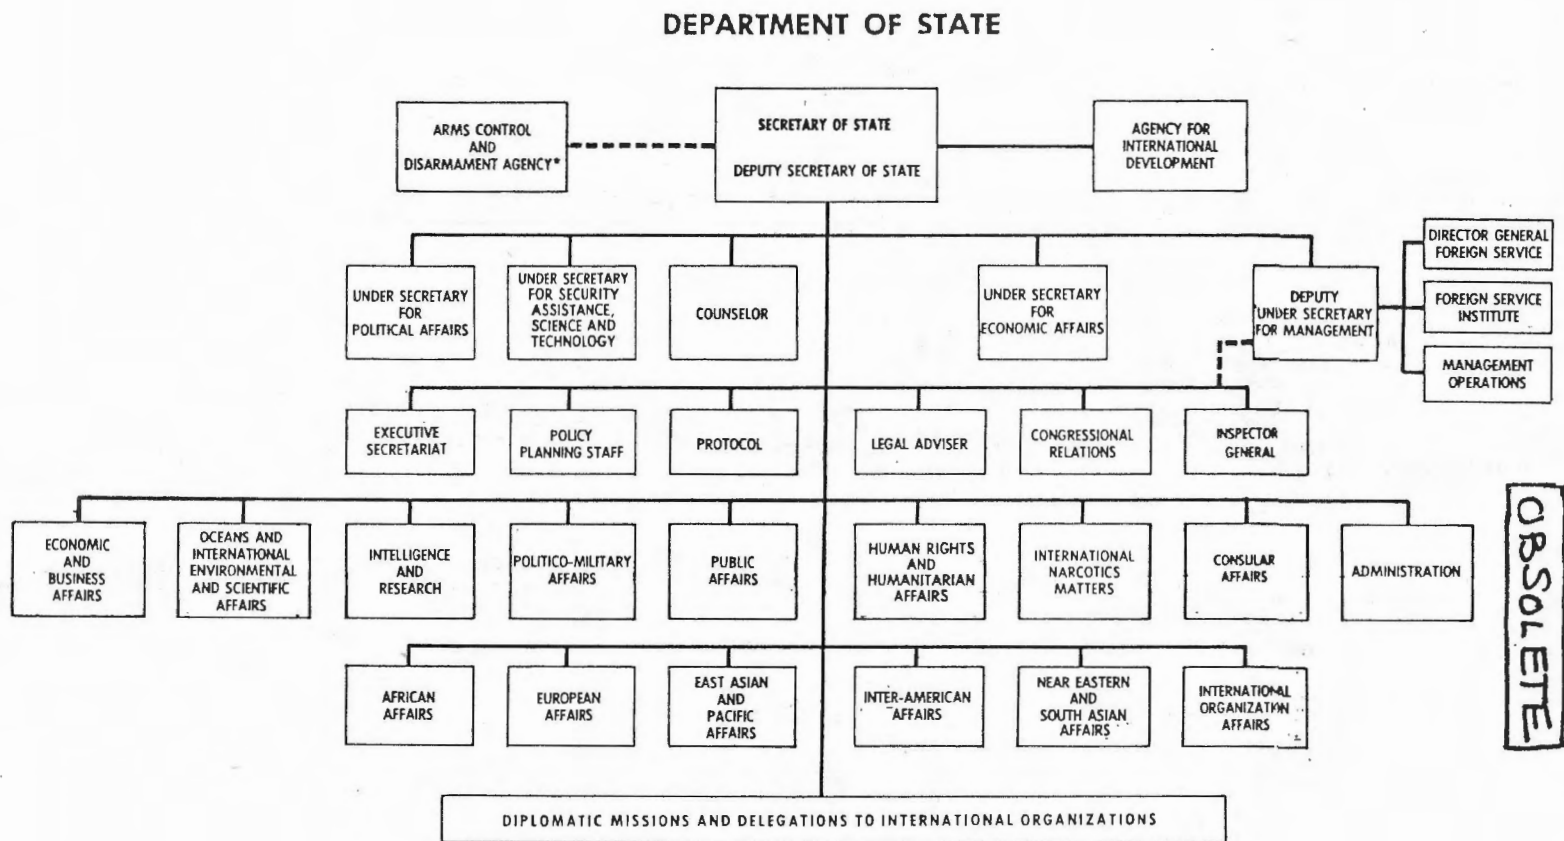 DEPARTMENT OF STATE
ARMS CONTROL
AND
DISARMAMENT AGENCY*
SECRETARY OF STATE
DEPUTY SECRETARY OF STATE
AGENCY FOR
INTERNATIONAL
DEVELOPMENT
UNDER SECRETARY
FOR
POLITICAL AFFAIRS
UNDER SECRETARY
FOR SECURITY
ASSISTANCE,
SCIENCE AND
TECHNOLOGY
COUNSELOR
UNDER SECRETARY
FOR
ECONOMIC AFFAIRS
DEPUTY
UNDER SECRETARY
FOR MANAGEMENT
DIRECTOR GENERAL
FOREIGN SERVICE
FOREIGN SERVICE
INSTITUTE
MANAGEMENT
OPERATIONS
EXECUTIVE
SECRETARIAT
POLICY
PLANNING STAFF
PROTOCOL
LEGAL ADVISER
CONGRESSIONAL
RELATIONS
INSPECTOR
GENERAL
ECONOMIC
AND
BUSINESS
AFFAIRS
OCEANS AND
INTERNATIONAL
ENVIRONMENTAL
AND SCIENTIFIC
AFFAIRS
INTELLIGENCE
AND
RESEARCH
POLITICO-MILITARY
AFFAIRS
PUBLIC
AFFAIRS
HUMAN RIGHTS
AND
HUMANITARIAN
AFFAIRS
INTERNATIONAL
NARCOTICS
MATTERS
CONSULAR
AFFAIRS
ADMINISTRATION
OBSOLETTE
AFRICAN
AFFAIRS
EUROPEAN
AFFAIRS
EAST ASIAN
AND
PACIFIC
AFFAIRS
INTER-AMERICAN
AFFAIRS
NEAR EASTERN
AND
SOUTH ASIAN
AFFAIRS
INTERNATIONAL
ORGANIZATION
AFFAIRS
DIPLOMATIC MISSIONS AND DELEGATIONS TO INTERNATIONAL ORGANIZATIONS